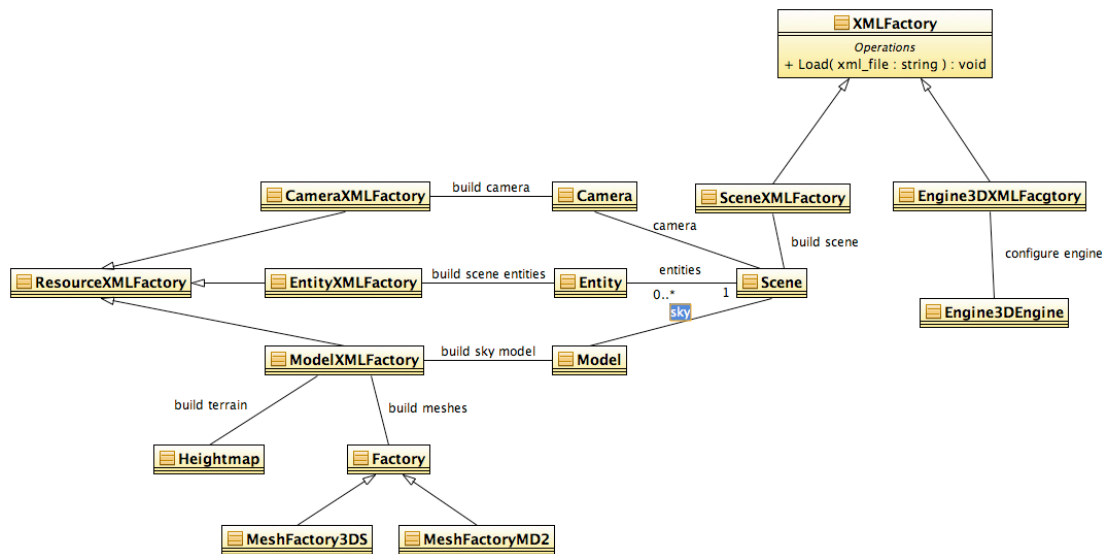 XMLFactory
Operations
+ Load( xml_file : string ) : void
CameraXMLFactory
build camera
Camera
SceneXMLFactory
Engine3DXMLFacgtory
camera
build scene
configure engine
ResourceXMLFactory
EntityXMLFactory
build scene entities
Entity
entities
0..*
1
Scene
sky
Engine3DEngine
ModelXMLFactory
build sky model
Model
build terrain
build meshes
Heightmap
Factory
MeshFactory3DS
MeshFactoryMD2